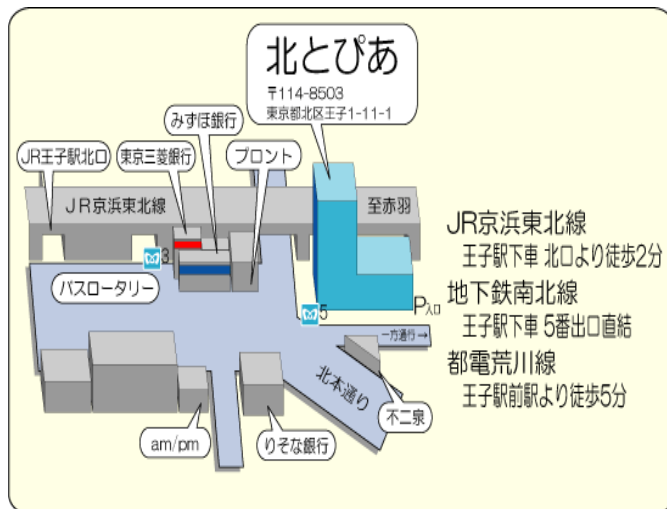 北とぴあ
〒114-8503
東京都北区王子1-11-1
みずほ銀行
JR王子駅北口
東京三菱銀行
プロント
JR京浜東北線
至赤羽
3
バスロータリー
5
P入口
一方通行→
北本通り
不二泉
am/pm
りそな銀行
JR京浜東北線
王子駅下車 北口より徒歩2分
地下鉄南北線
王子駅下車 5番出口直結
都電荒川線
王子駅前駅より徒歩5分